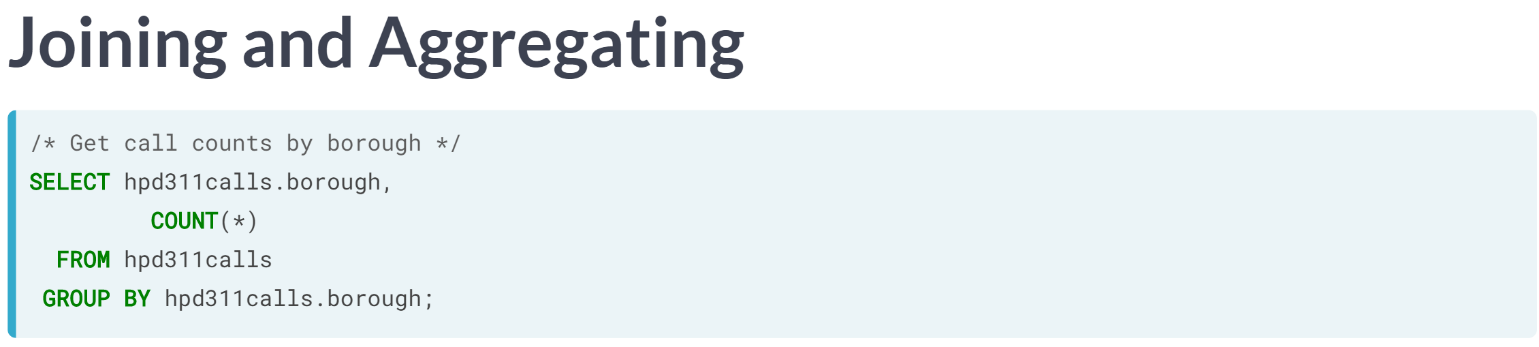 Joining and Aggregating
/* Get call counts by borough */
SELECT hpd311calls.borough,
COUNT(*)
FROM hpd311calls
GROUP BY hpd311calls.borough;